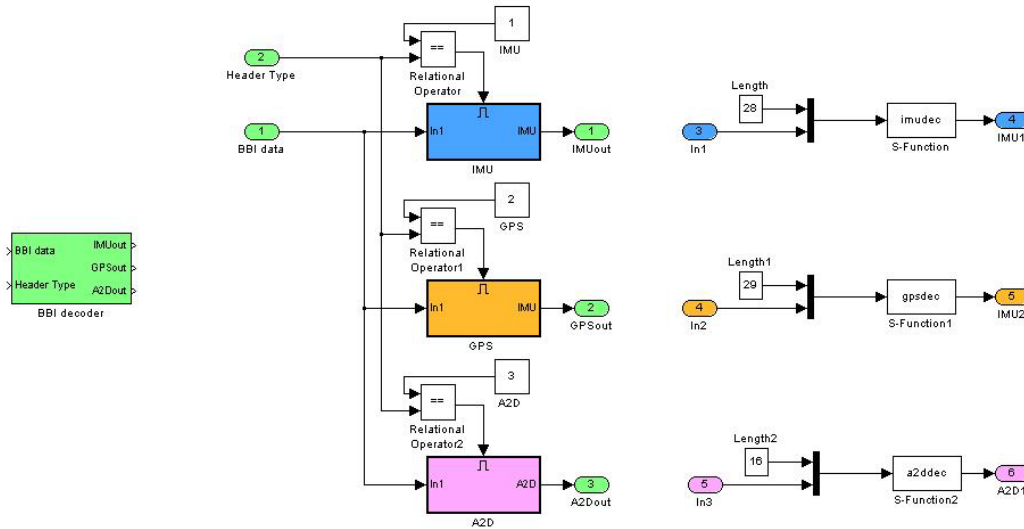 BBI data
IMUout
GPSout
Header Type
A2Dout
BBI decoder
2
Header Type
1
BBI data
1
IMU
==
Relational
Operator
In1
IMU
IMU
1
IMUout
2
GPS
==
Relational
Operator1
In1
IMU
GPS
2
GPSout
3
A2D
==
Relational
Operator2
In1
A2D
A2D
3
A2Dout
Length
28
3
In1
imudec
S-Function
4
IMU1
Length1
29
4
In2
gpsdec
S-Function1
5
IMU2
Length2
16
5
In3
a2ddec
S-Function2
6
A2D1